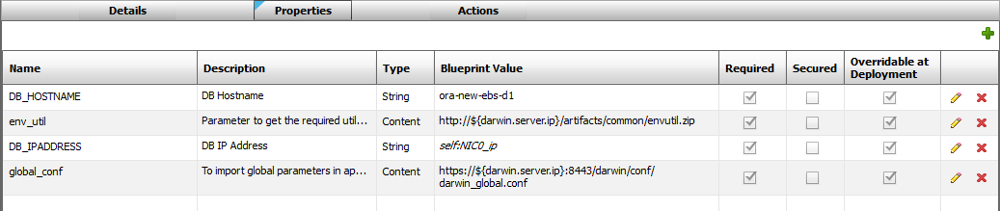 Details Properties Actions
Name Description Type Blueprint Value Required Secured Overridable at Deployment
DB_HOSTNAME DB Hostname String ora-new-ebs-d1
env_util Parameter to get the required util... Content http://${darwin.server.ip}/artifacts/common/envutil.zip
DB_IPADDRESS DB IP Address String self:NIC0_ip
global_conf To import global parameters in ap... Content https://${darwin.server.ip}:8443/darwin/conf/
darwin_global.conf